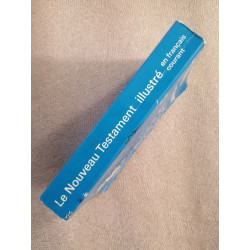 Le Nouveau Testament illustré
en français
courant